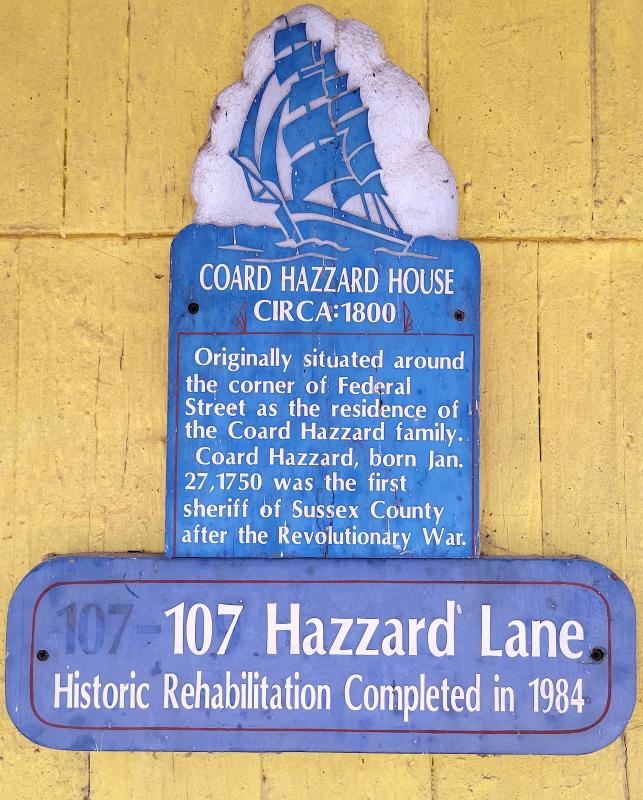 COARD HAZZARD HOUSE
CIRCA:1800
Originally situated around
the corner of Federal
Street as the residence of
the Coard Hazzard family.
Coard Hazzard, born Jan.
27,1750 was the first
sheriff of Sussex County
after the Revolutionary War.
107-107 Hazzard Lane
Historic Rehabilitation Completed in 1984